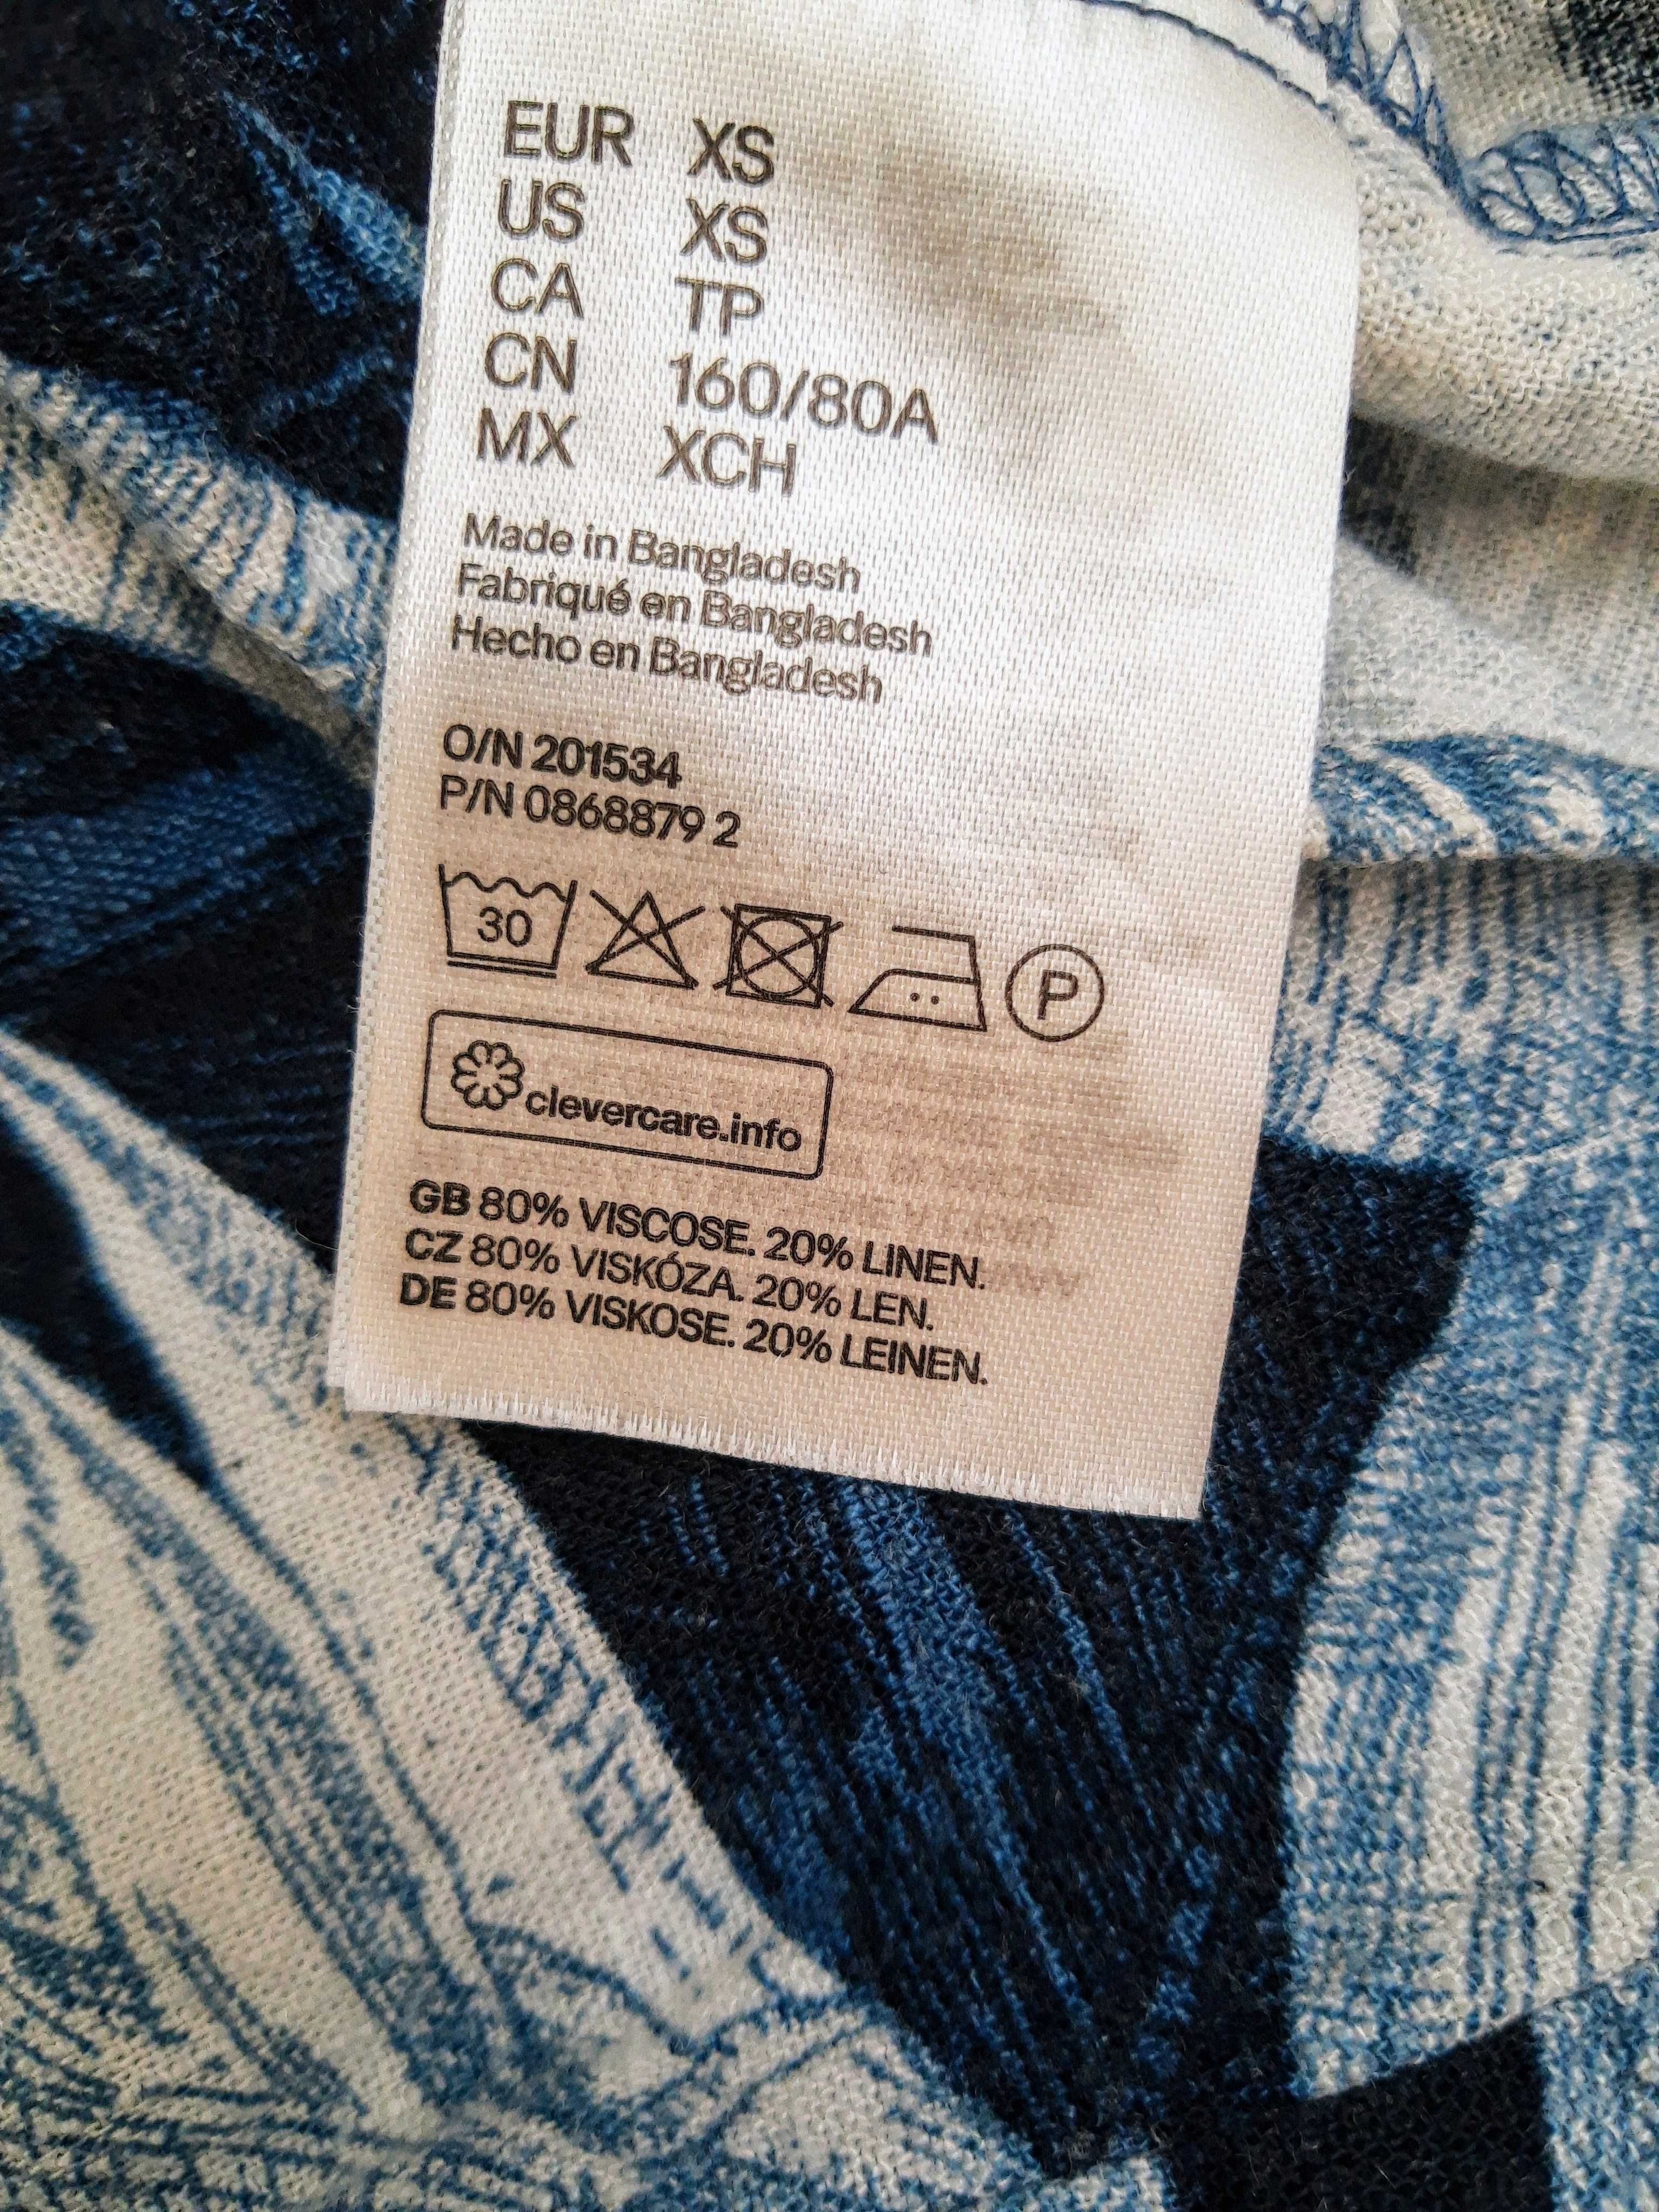 EUR XS
US XS
CA TP
CN 160/80A
MX XCH
Made in Bangladesh
Fabriqué en Bangladesh
Hecho en Bangladesh
O/N 201534
P/N 0868879 2
30
P
clevercare.info
GB 80% VISCOSE. 20% LINEN.
CZ 80% VISKÓZA. 20% LEN.
DE 80% VISKOSE. 20% LEINEN.